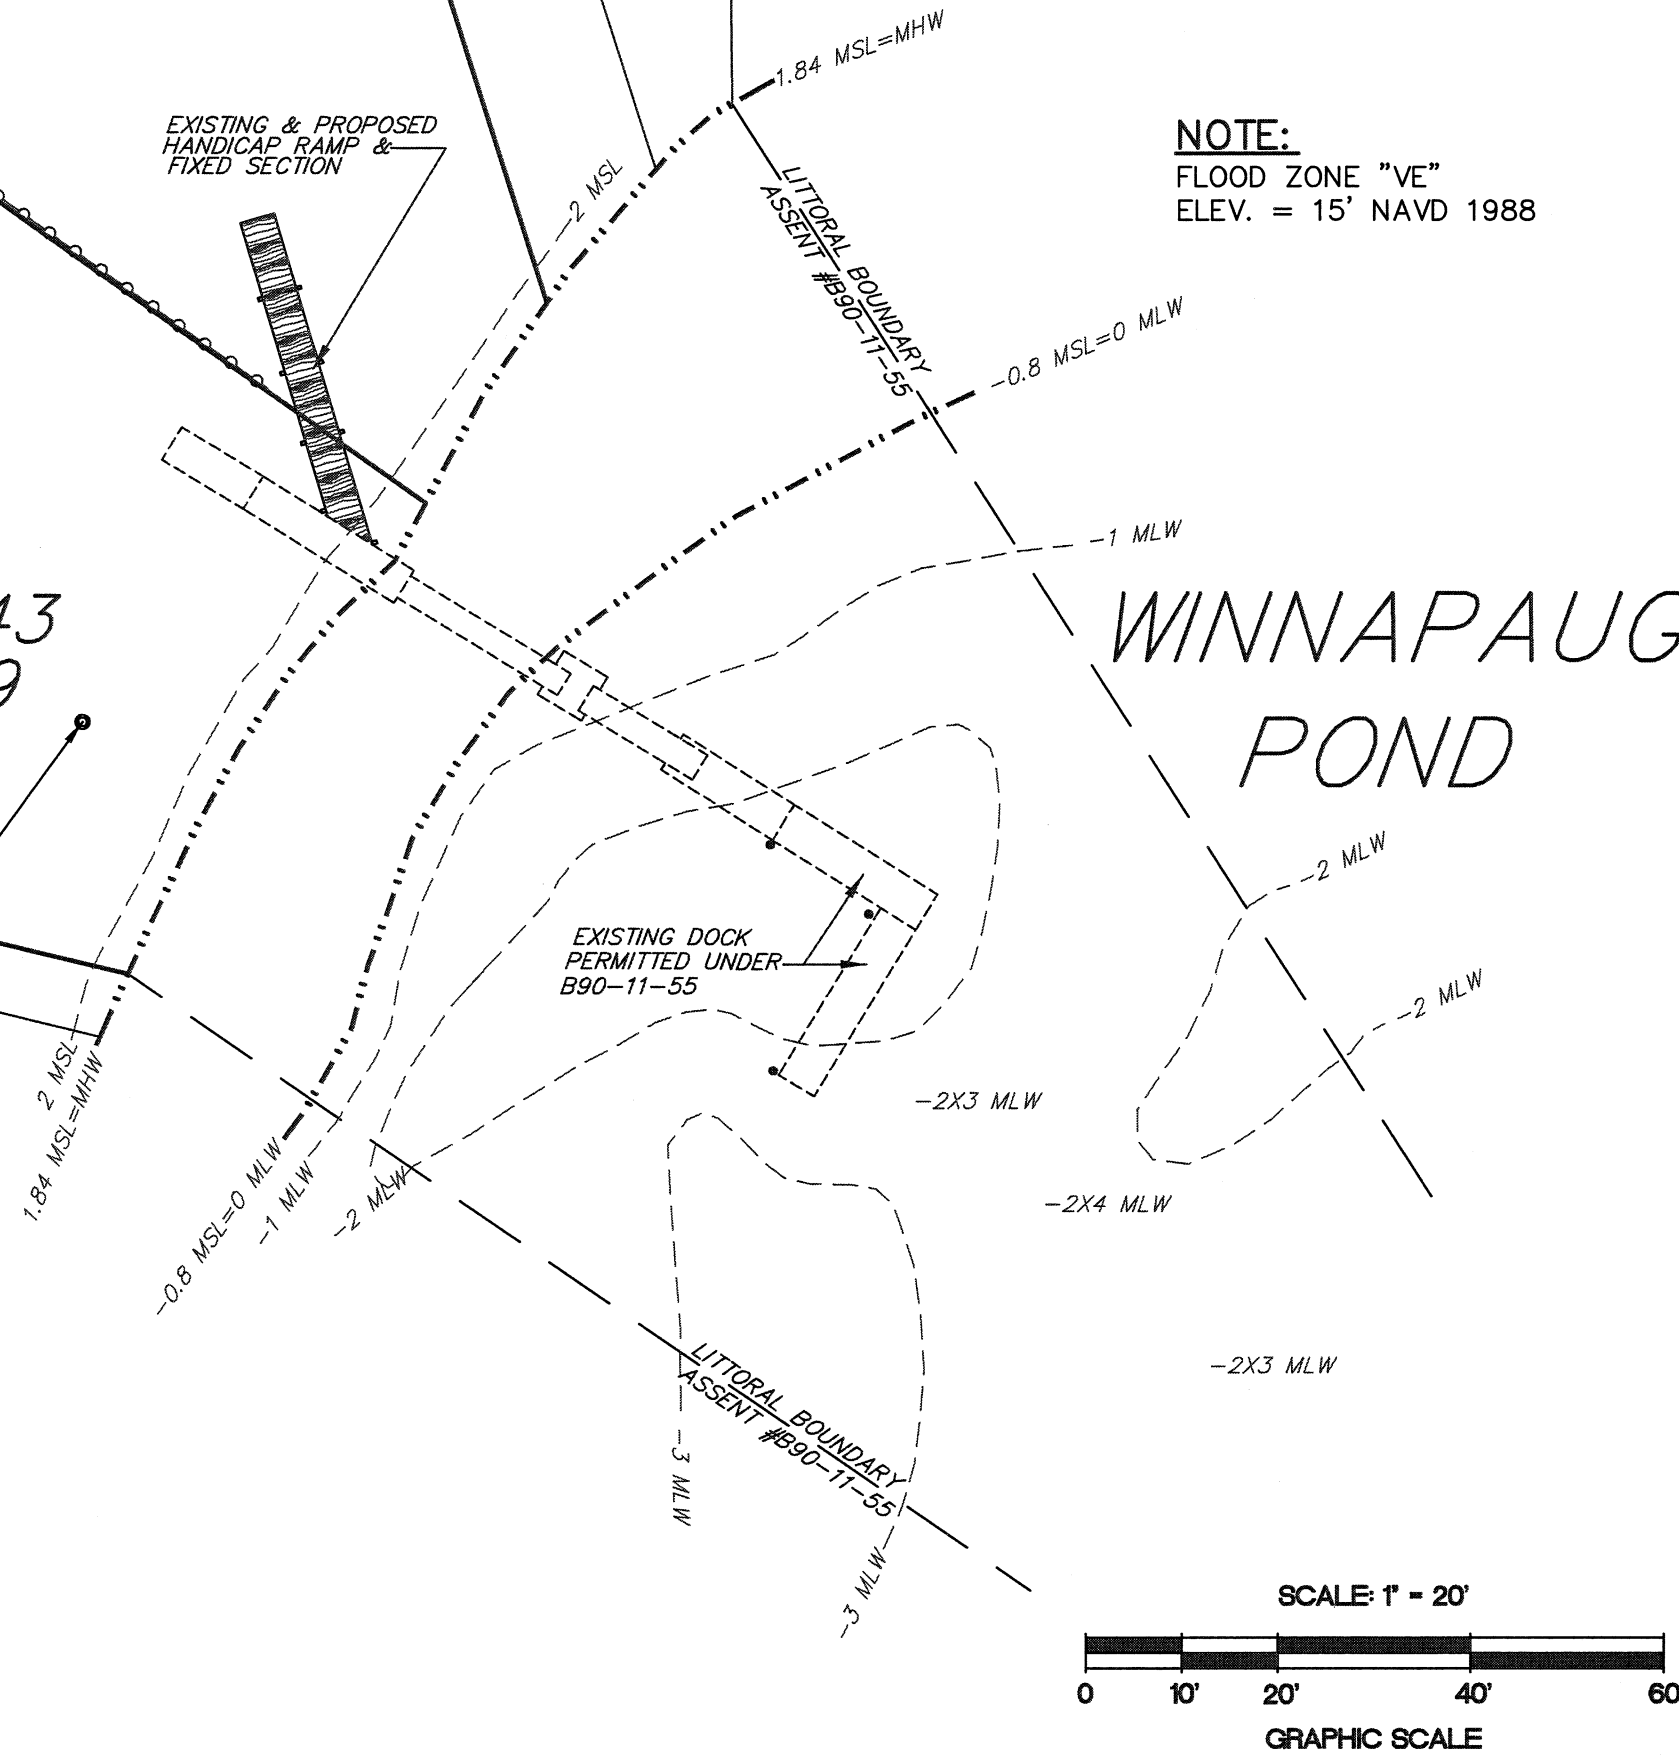 1.84 MSL=MHW
EXISTING & PROPOSED
HANDICAP RAMP &
FIXED SECTION
NOTE:
FLOOD ZONE "VE"
ELEV. = 15' NAVD 1988
-2 MSL
LITTORAL BOUNDARY
ASSENT #B90-11-55
-0.8 MSL=0 MLW
-1 MLW
WINNAPAUG
POND
43
9
-2 MLW
EXISTING DOCK
PERMITTED UNDER
B90-11-55
-2 MLW
-2X3 MLW
-2X4 MLW
2 MSL
1.84 MSL=MHW
-0.8 MSL=0 MLW
-1 MLW
-2 MLW
-2X3 MLW
LITTORAL BOUNDARY
ASSENT #B90-11-55
-3 MLW
-3 MLW
SCALE: 1" = 20'
0 10' 20' 40' 60
GRAPHIC SCALE